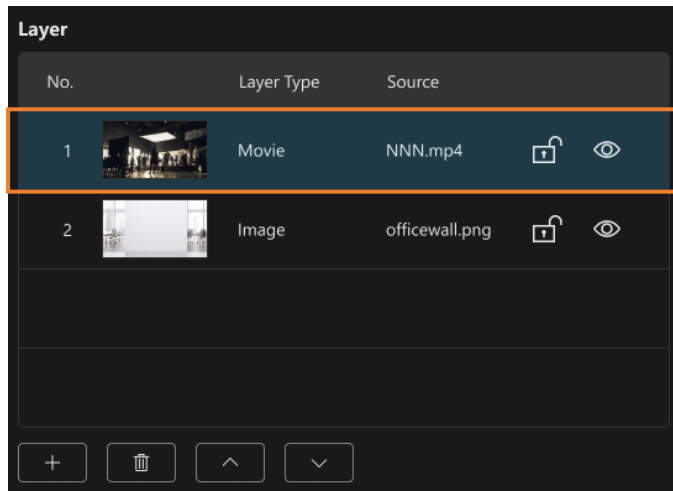 Layer
No. Layer Type Source
1 Movie NNN.mp4
2 Image officewall.png